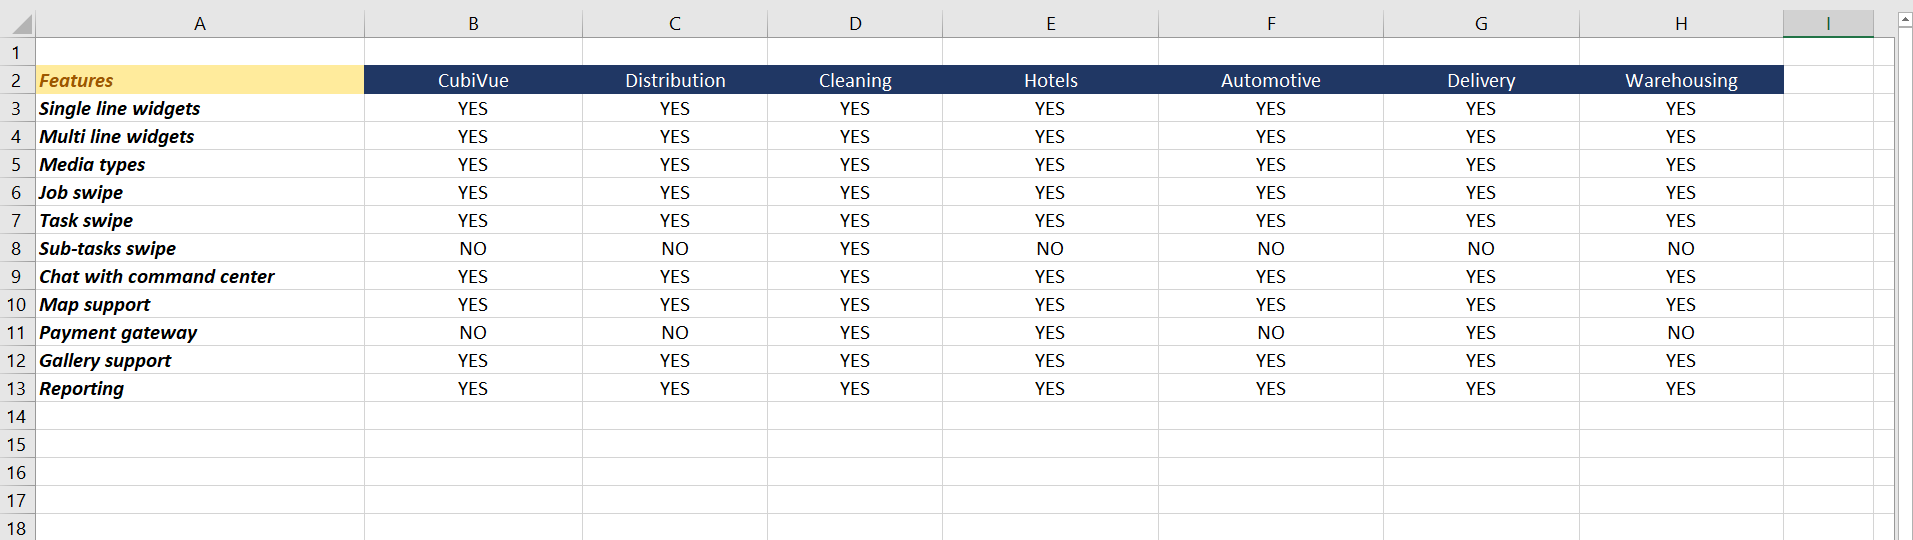 A B C D E F G H I
1
2 Features CubiVue Distribution Cleaning Hotels Automotive Delivery Warehousing
3 Single line widgets YES YES YES YES YES YES YES
4 Multi line widgets YES YES YES YES YES YES YES
5 Media types YES YES YES YES YES YES YES
6 Job swipe YES YES YES YES YES YES YES
7 Task swipe YES YES YES YES YES YES YES
8 Sub-tasks swipe NO NO YES NO NO NO NO
9 Chat with command center YES YES YES YES YES YES YES
10 Map support YES YES YES YES YES YES YES
11 Payment gateway NO NO YES YES NO YES NO
12 Gallery support YES YES YES YES YES YES YES
13 Reporting YES YES YES YES YES YES YES
14
15
16
17
18